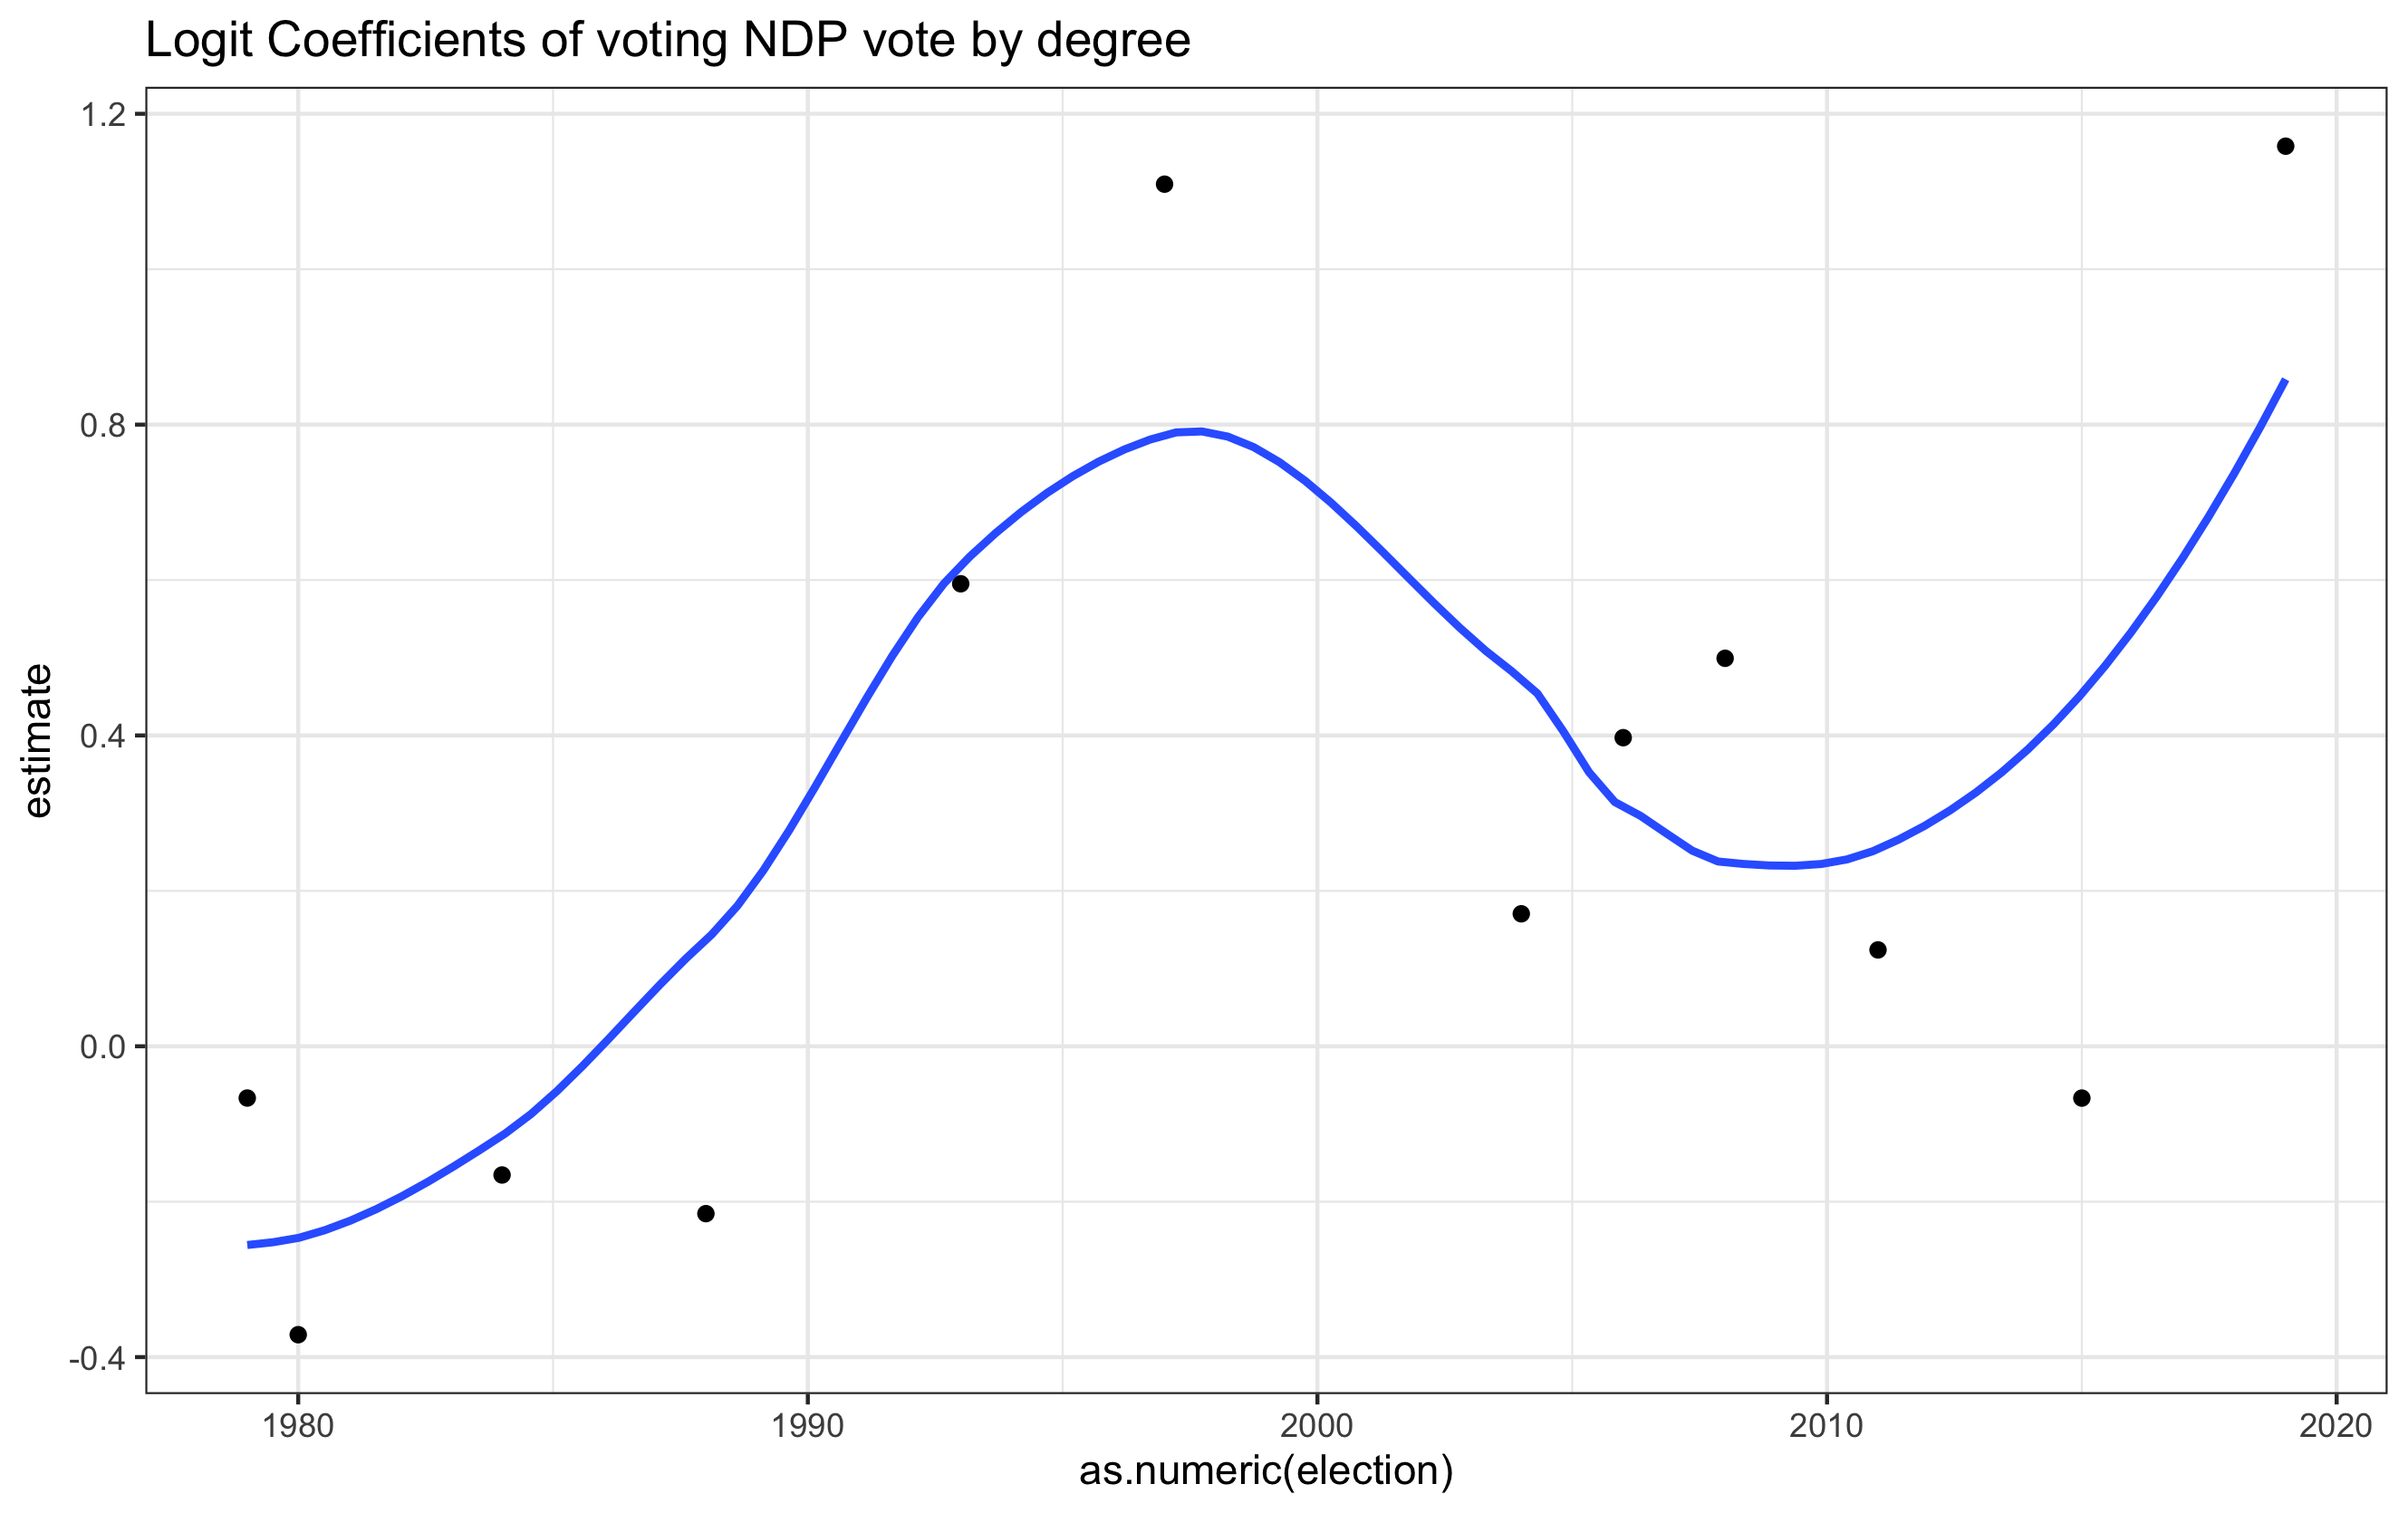 Logit Coefficients of voting NDP vote by degree
1.2
0.8
0.4
0.0
-0.4
estimate
1980 1990 2000 2010 2020
as.numeric(election)